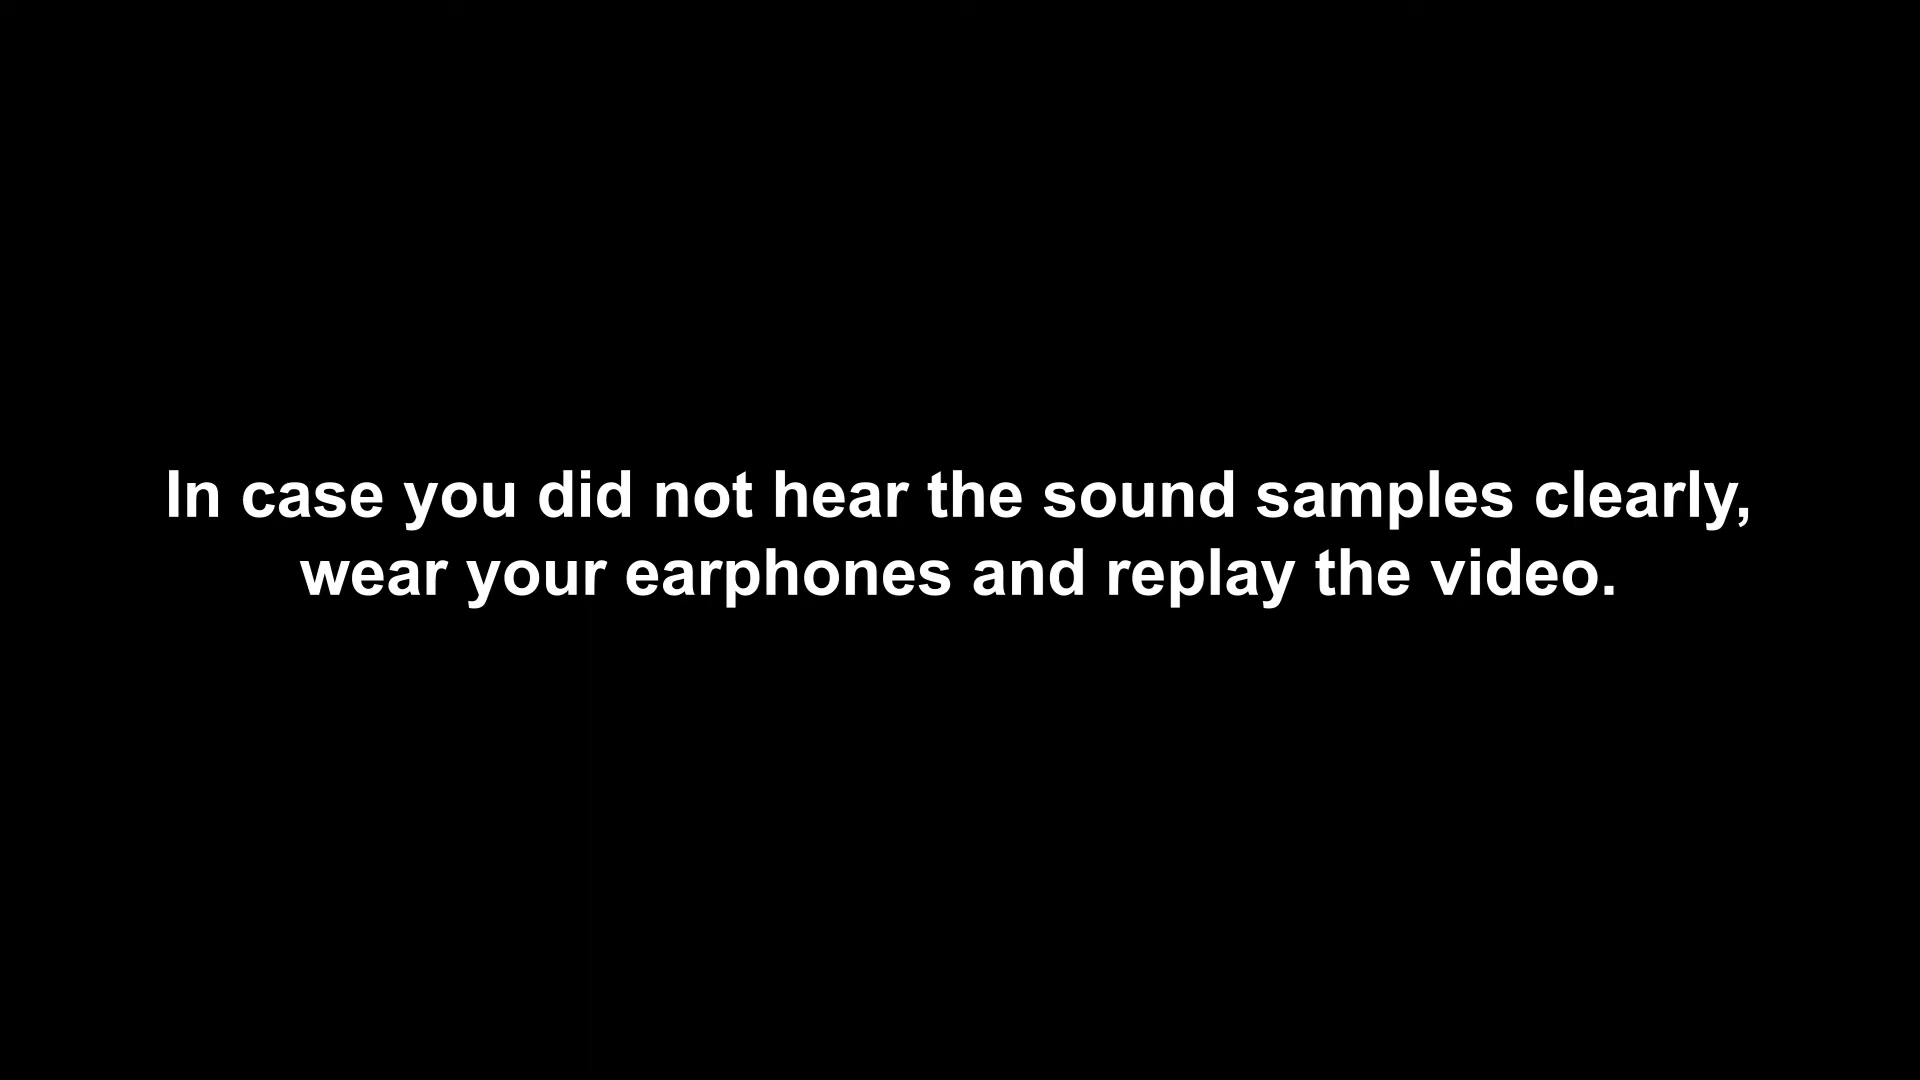 In case you did not hear the sound samples clearly,
wear your earphones and replay the video.